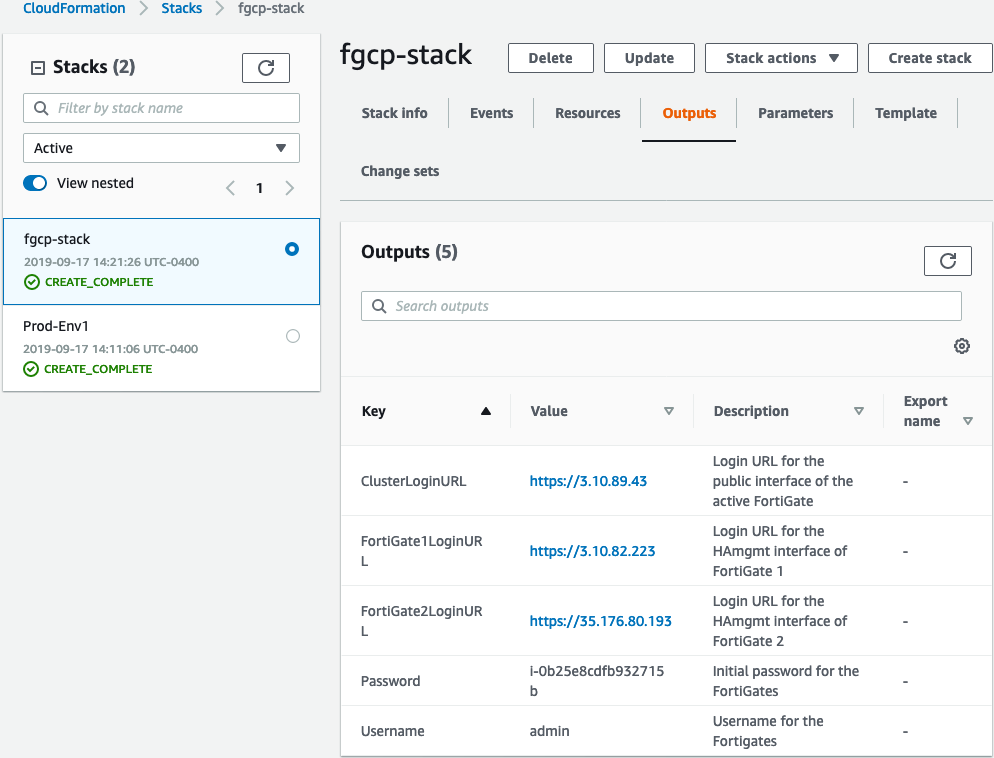 CloudFormation > Stacks > fgcp-stack
Stacks (2)
Filter by stack name
Active
View nested
1
fgcp-stack
2019-09-17 14:21:26 UTC-0400
CREATE_COMPLETE
Prod-Env1
2019-09-17 14:11:06 UTC-0400
CREATE_COMPLETE
fgcp-stack
Delete
Update
Stack actions
Create stack
Stack info
Events
Resources
Outputs
Parameters
Template
Change sets
Outputs (5)
Search outputs
Key
Value
Description
Export
name
ClusterLoginURL
https://3.10.89.43
Login URL for the
public interface of the
active FortiGate
-
FortiGate1LoginUR
L
https://3.10.82.223
Login URL for the
HAmgmt interface of
FortiGate 1
-
FortiGate2LoginUR
L
https://35.176.80.193
Login URL for the
HAmgmt interface of
FortiGate 2
-
Password
i-0b25e8cdfb932715
b
Initial password for the
FortiGates
-
Username
admin
Username for the
Fortigates
-